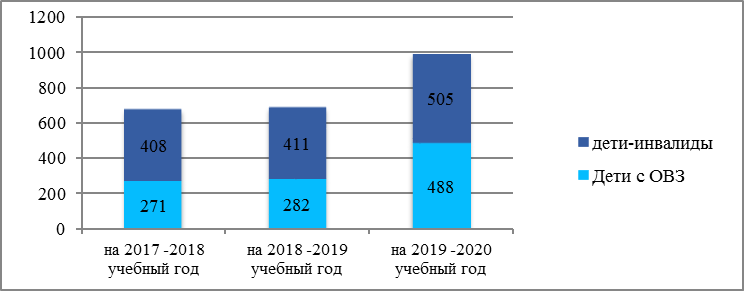 1200
1000
800
600
400
200
0
408
411
505
271
282
488
на 2017 -2018
учебный год
на 2018 -2019
учебный год
на 2019 -2020
учебный год
дети-инвалиды
Дети с ОВЗ